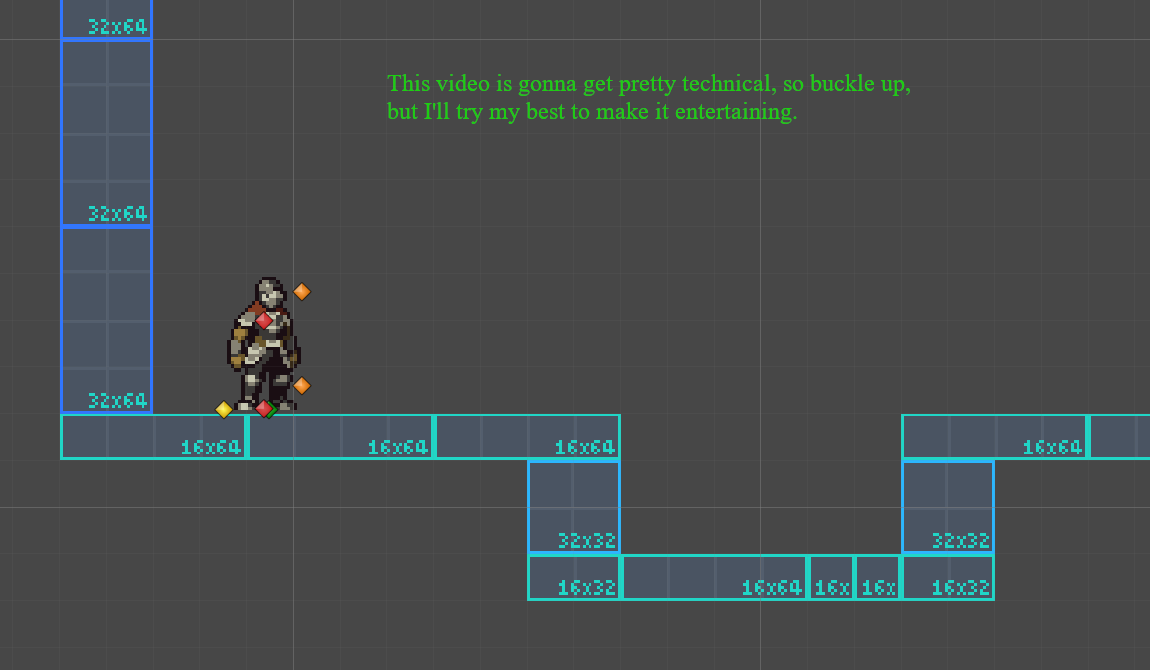 32x64
This video is gonna get pretty technical, so buckle up,
but I'll try my best to make it entertaining.
32x64
32x64
16x64 16x64 16x64 16x64
32x32 32x32
16x32 16x64 16x 16x 16x32